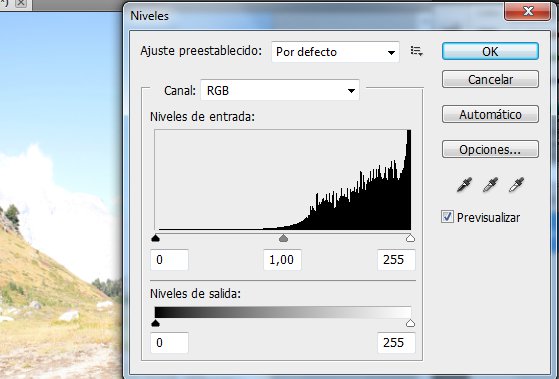 Niveles
Ajuste preestablecido: Por defecto
OK
Cancelar
Canal: RGB
Automático
Niveles de entrada:
Opciones...
Previsualizar
0 1,00 255
Niveles de salida:
0 255